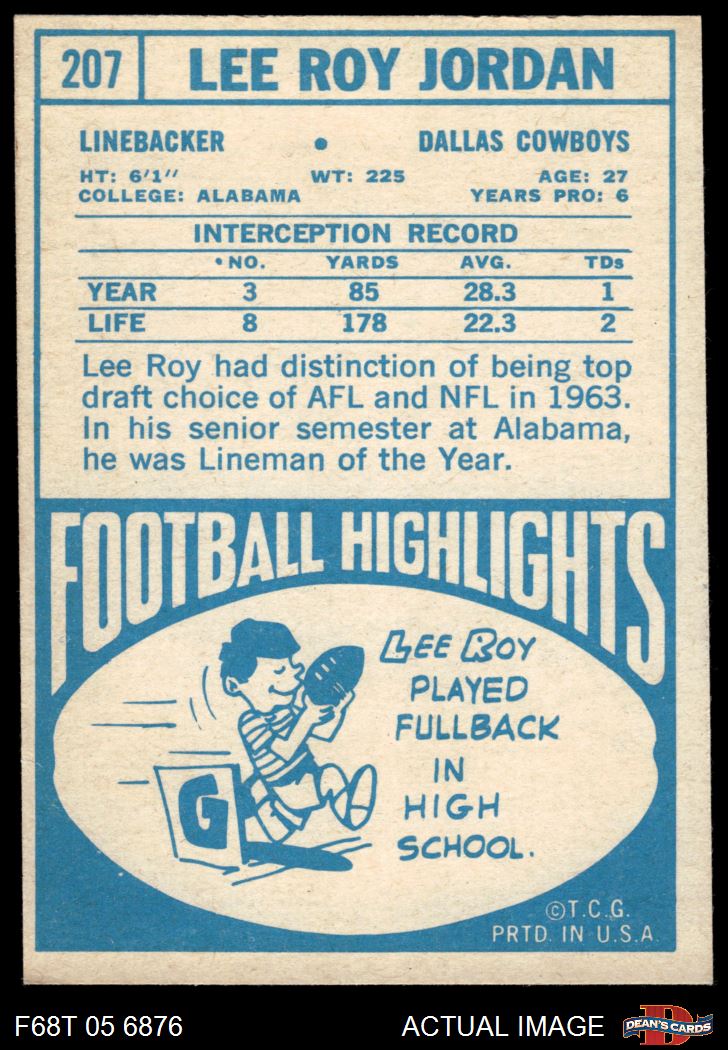 207 LEE ROY JORDAN
LINEBACKER • DALLAS COWBOYS
HT: 6'1" WT: 225 AGE: 27
COLLEGE: ALABAMA YEARS PRO: 6
INTERCEPTION RECORD
• NO. YARDS AVG. TDs
YEAR 3 85 28.3 1
LIFE 8 178 22.3 2
Lee Roy had distinction of being top
draft choice of AFL and NFL in 1963.
In his senior semester at Alabama,
he was Lineman of the Year.
FOOTBALL HIGHLIGHTS
LEE ROY
PLAYED
FULLBACK
IN
HIGH
SCHOOL.
G
©T.C.G.
PRTD. IN U.S.A.
F68T 05 6876 ACTUAL IMAGE D DEAN'S CARDS